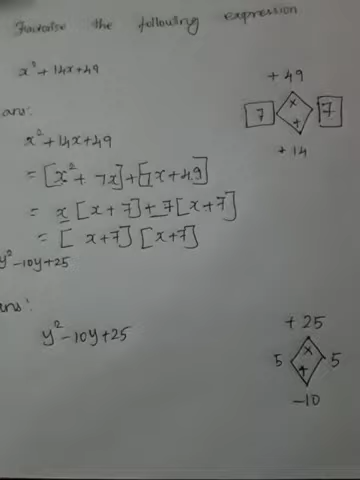 Factorise the following expression
x² + 14x + 49
+ 49
ans:
7 × + 7
+ 14
x² + 14x + 49
= [x² + 7x] + [7x + 49]
= x [x + 7] + 7 [x + 7]
= [ x + 7] [x + 7]
y² - 10y + 25
ans:
y² - 10y + 25
+ 25
5 × + 5
- 10